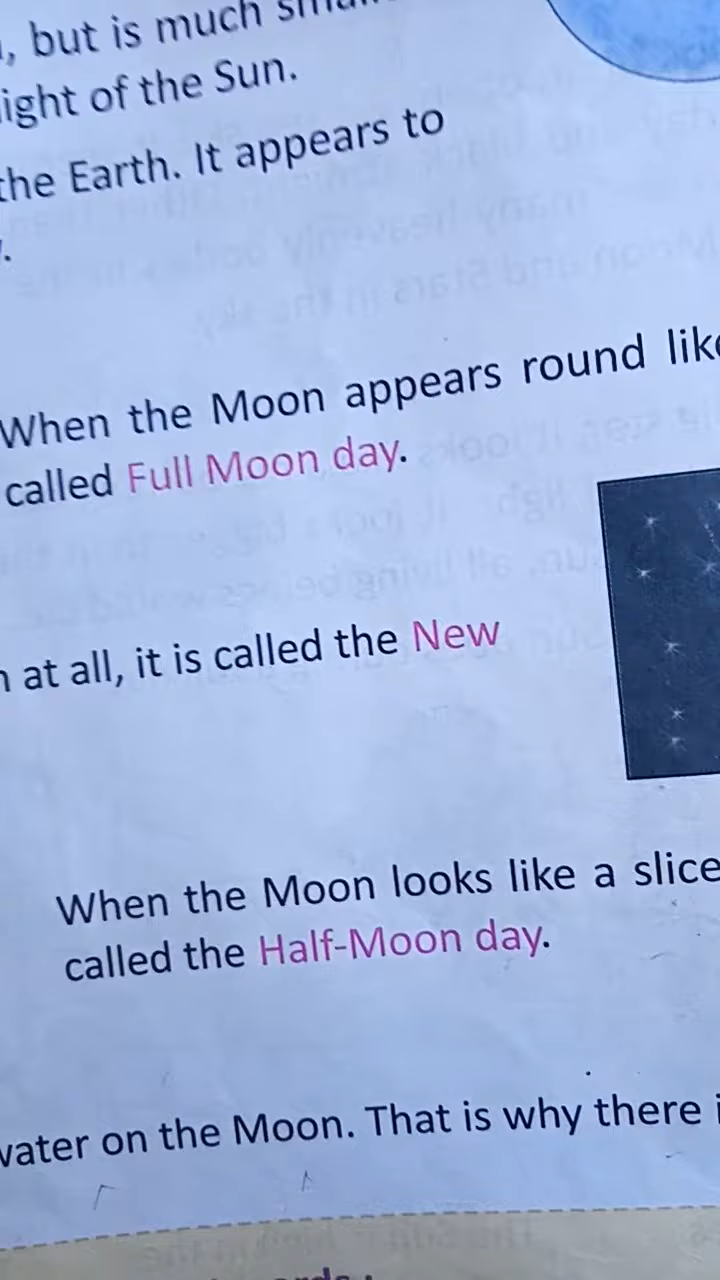 , but is much
ight of the Sun.
the Earth. It appears to
.
When the Moon appears round like
called Full Moon day.
at all, it is called the New
When the Moon looks like a slice
called the Half-Moon day.
water on the Moon. That is why there